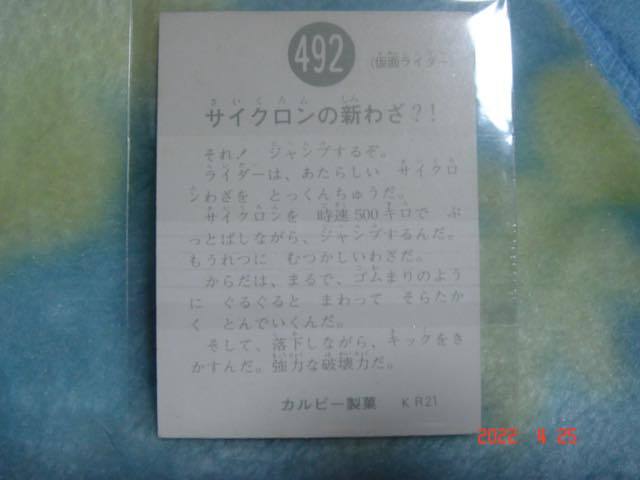 492
(仮面ライダー)
サイクロンの新わざ?!
それ! ジャンプするぞ。
ライダーは、あたらしい サイクロ
ンわざを とっくんちゅうだ。
サイクロンを 時速500キロで ぶ
っとばしながら、ジャンプするんだ。
もうれつに むつかしいわざだ。
からだは、まるで、ゴムまりのよう
に ぐるぐると まわって そらたか
く とんでいくんだ。
そして、落下しながら、キックをき
かすんだ。強力な破壊力だ。
カルビー製菓 KR21
2022 4 25